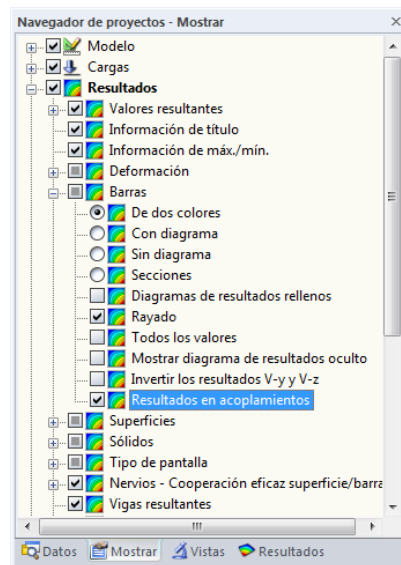 Navegador de proyectos - Mostrar
Modelo
Cargas
Resultados
Valores resultantes
Información de título
Información de máx./mín.
Deformación
Barras
De dos colores
Con diagrama
Sin diagrama
Secciones
Diagramas de resultados rellenos
Rayado
Todos los valores
Mostrar diagrama de resultados oculto
Invertir los resultados V-y y V-z
Resultados en acoplamientos
Superficies
Sólidos
Tipo de pantalla
Nervios - Cooperación eficaz superficie/barra
Vigas resultantes
Datos Mostrar Vistas Resultados